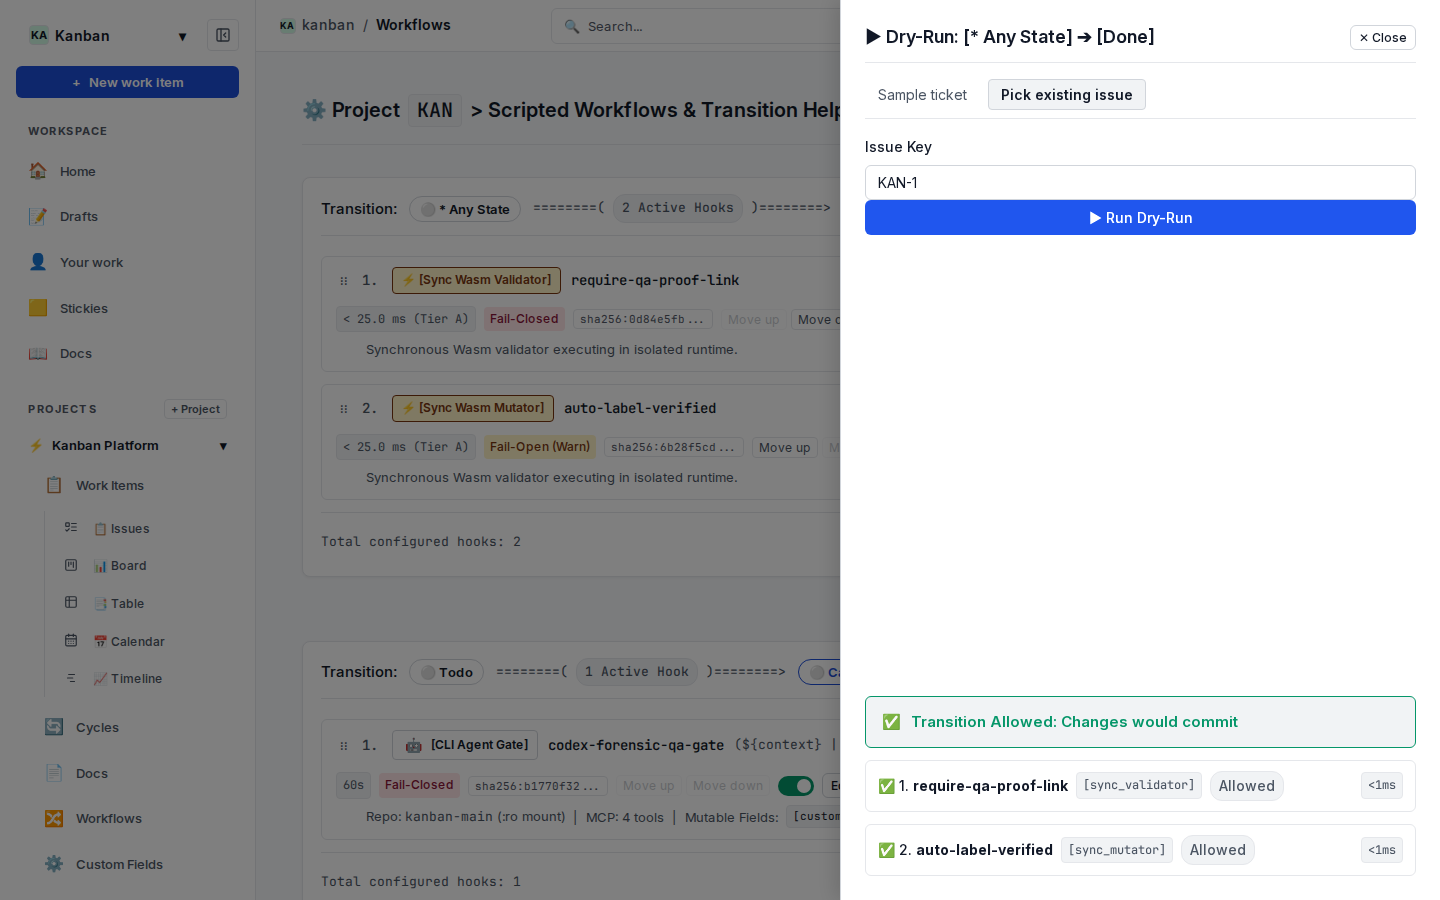 KA Kanban ▾
+ New work item
WORKSPACE
Home
Drafts
Your work
Stickies
Docs
PROJECTS + Project
Kanban Platform ▾
Work Items
Issues
Board
Table
Calendar
Timeline
Cycles
Docs
Workflows
Custom Fields
KA kanban / Workflows
Search...
Project KAN > Scripted Workflows & Transition Help
Transition: * Any State ========( 2 Active Hooks )========>
1. [Sync Wasm Validator] require-qa-proof-link
< 25.0 ms (Tier A) Fail-Closed sha256:0d84e5fb... Move up Move
Synchronous Wasm validator executing in isolated runtime.
2. [Sync Wasm Mutator] auto-label-verified
< 25.0 ms (Tier A) Fail-Open (Warn) sha256:6b28f5cd... Move up
Synchronous Wasm validator executing in isolated runtime.
Total configured hooks: 2
Transition: Todo ========( 1 Active Hook )========>
1. [CLI Agent Gate] codex-forensic-qa-gate (${context} |
60s Fail-Closed sha256:b1770f32... Move up Move down
Repo: kanban-main (:ro mount) | MCP: 4 tools | Mutable Fields: [custom
Total configured hooks: 1
▶ Dry-Run: [* Any State] ➔ [Done]
✕ Close
Sample ticket Pick existing issue
Issue Key
KAN-1
▶ Run Dry-Run
✅ Transition Allowed: Changes would commit
✅ 1. require-qa-proof-link [sync_validator] Allowed <1ms
✅ 2. auto-label-verified [sync_mutator] Allowed <1ms